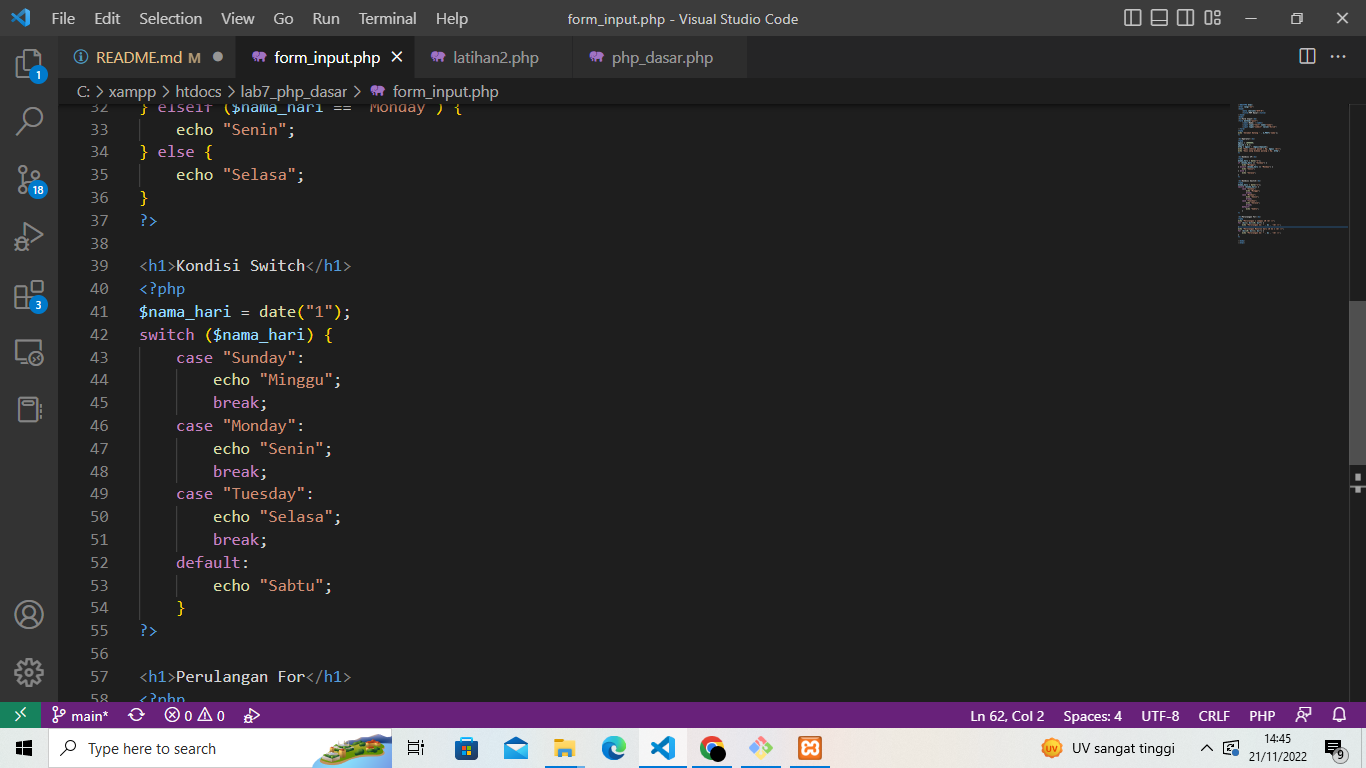 File Edit Selection View Go Run Terminal Help form_input.php - Visual Studio Code
README.md M form_input.php latihan2.php php_dasar.php
C: > xampp > htdocs > lab7_php_dasar > form_input.php
32 } elseif ($nama_hari == "Monday") {
33 echo "Senin";
34 } else {
35 echo "Selasa";
36 }
37 ?>
38
39 <h1>Kondisi Switch</h1>
40 <?php
41 $nama_hari = date("1");
42 switch ($nama_hari) {
43 case "Sunday":
44 echo "Minggu";
45 break;
46 case "Monday":
47 echo "Senin";
48 break;
49 case "Tuesday":
50 echo "Selasa";
51 break;
52 default:
53 echo "Sabtu";
54 }
55 ?>
56
57 <h1>Perulangan For</h1>
58 <?php
1
18
3
main* 0 0 Ln 62, Col 2 Spaces: 4 UTF-8 CRLF PHP
Type here to search UV sangat tinggi 14:45
21/11/2022 9